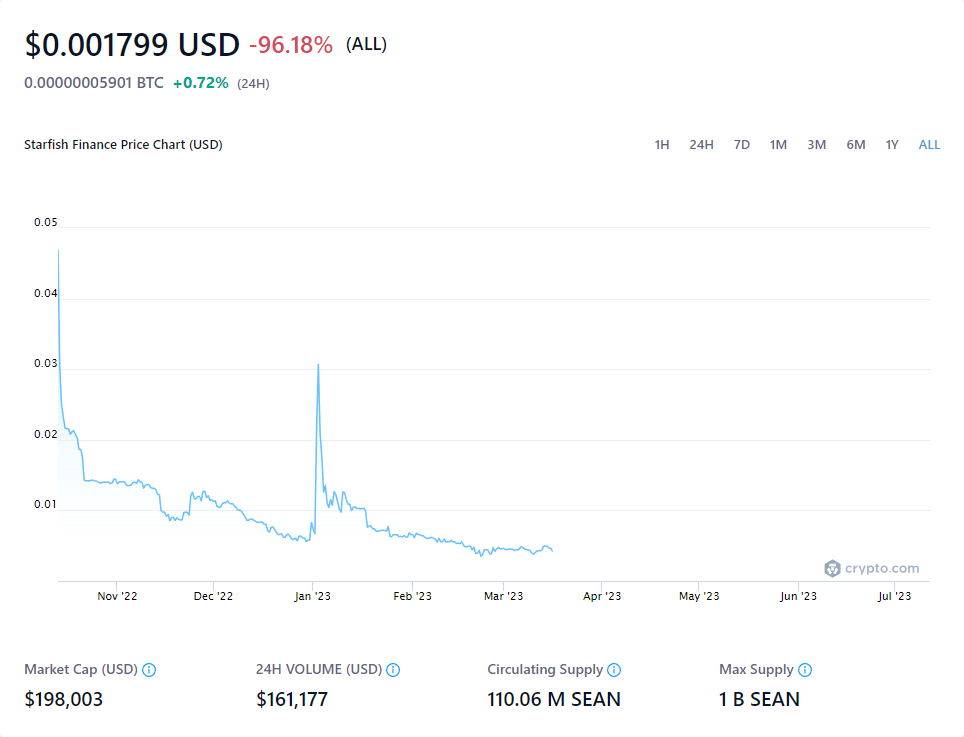 $0.001799 USD -96.18% (ALL)
0.00000005901 BTC +0.72% (24H)
Starfish Finance Price Chart (USD) 1H 24H 7D 1M 3M 6M 1Y ALL
0.05
0.04
0.03
0.02
0.01
crypto.com
Nov '22 Dec '22 Jan '23 Feb '23 Mar '23 Apr '23 May '23 Jun '23 Jul '23
Market Cap (USD) 24H VOLUME (USD) Circulating Supply Max Supply
$198,003 $161,177 110.06 M SEAN 1 B SEAN